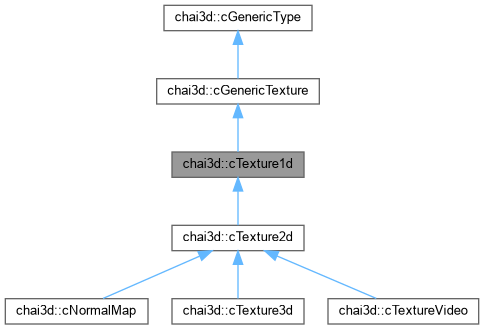 chai3d::cGenericType
chai3d::cGenericTexture
chai3d::cTexture1d
chai3d::cTexture2d
chai3d::cNormalMap
chai3d::cTexture3d
chai3d::cTextureVideo